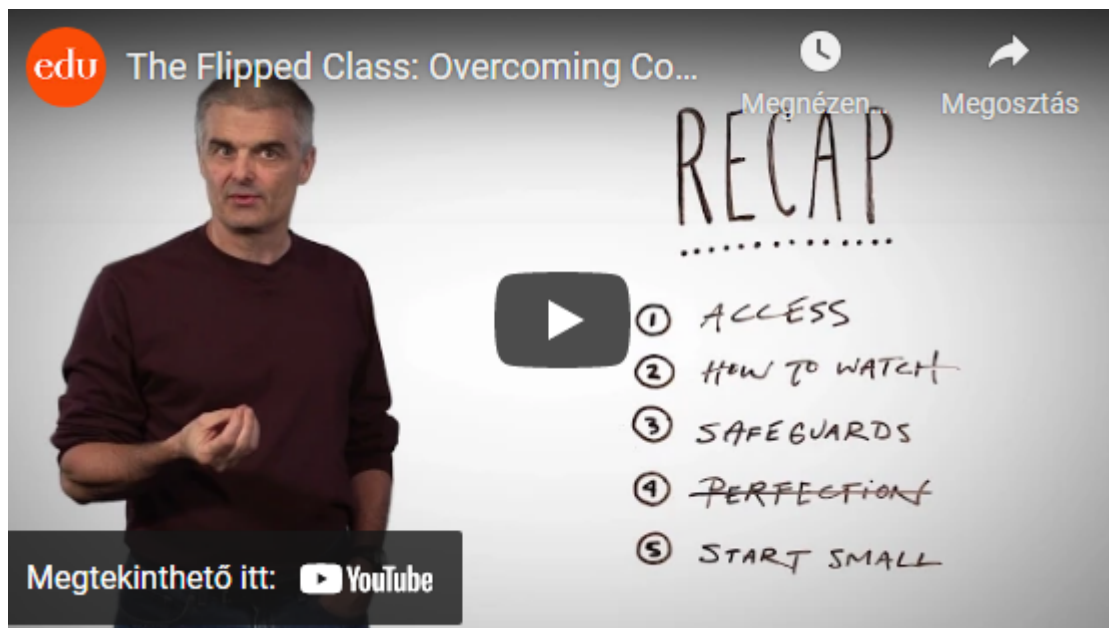 edu
The Flipped Class: Overcoming Co...
Megnézen...
Megosztás
RECAP
1 ACCESS
2 HOW TO WATCH
3 SAFEGUARDS
4 PERFECTION
5 START SMALL
Megtekinthető itt: YouTube